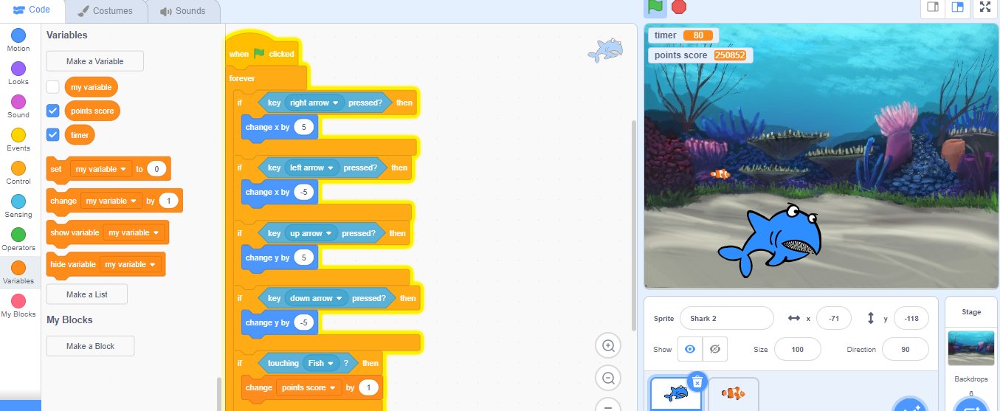 Code
Costumes
Sounds
Motion
Looks
Sound
Events
Control
Sensing
Operators
Variables
My Blocks
Variables
Make a Variable
my variable
points score
timer
set my variable to 0
change my variable by 1
show variable my variable
hide variable my variable
Make a List
My Blocks
Make a Block
when clicked
forever
if key right arrow pressed? then
change x by 5
if key left arrow pressed? then
change x by -5
if key up arrow pressed? then
change y by 5
if key down arrow pressed? then
change y by -5
if touching Fish ? then
change points score by 1
timer 80
points score 250852
Sprite Shark 2 x -71 y -118
Show Size 100 Direction 90
Stage
Backdrops
6